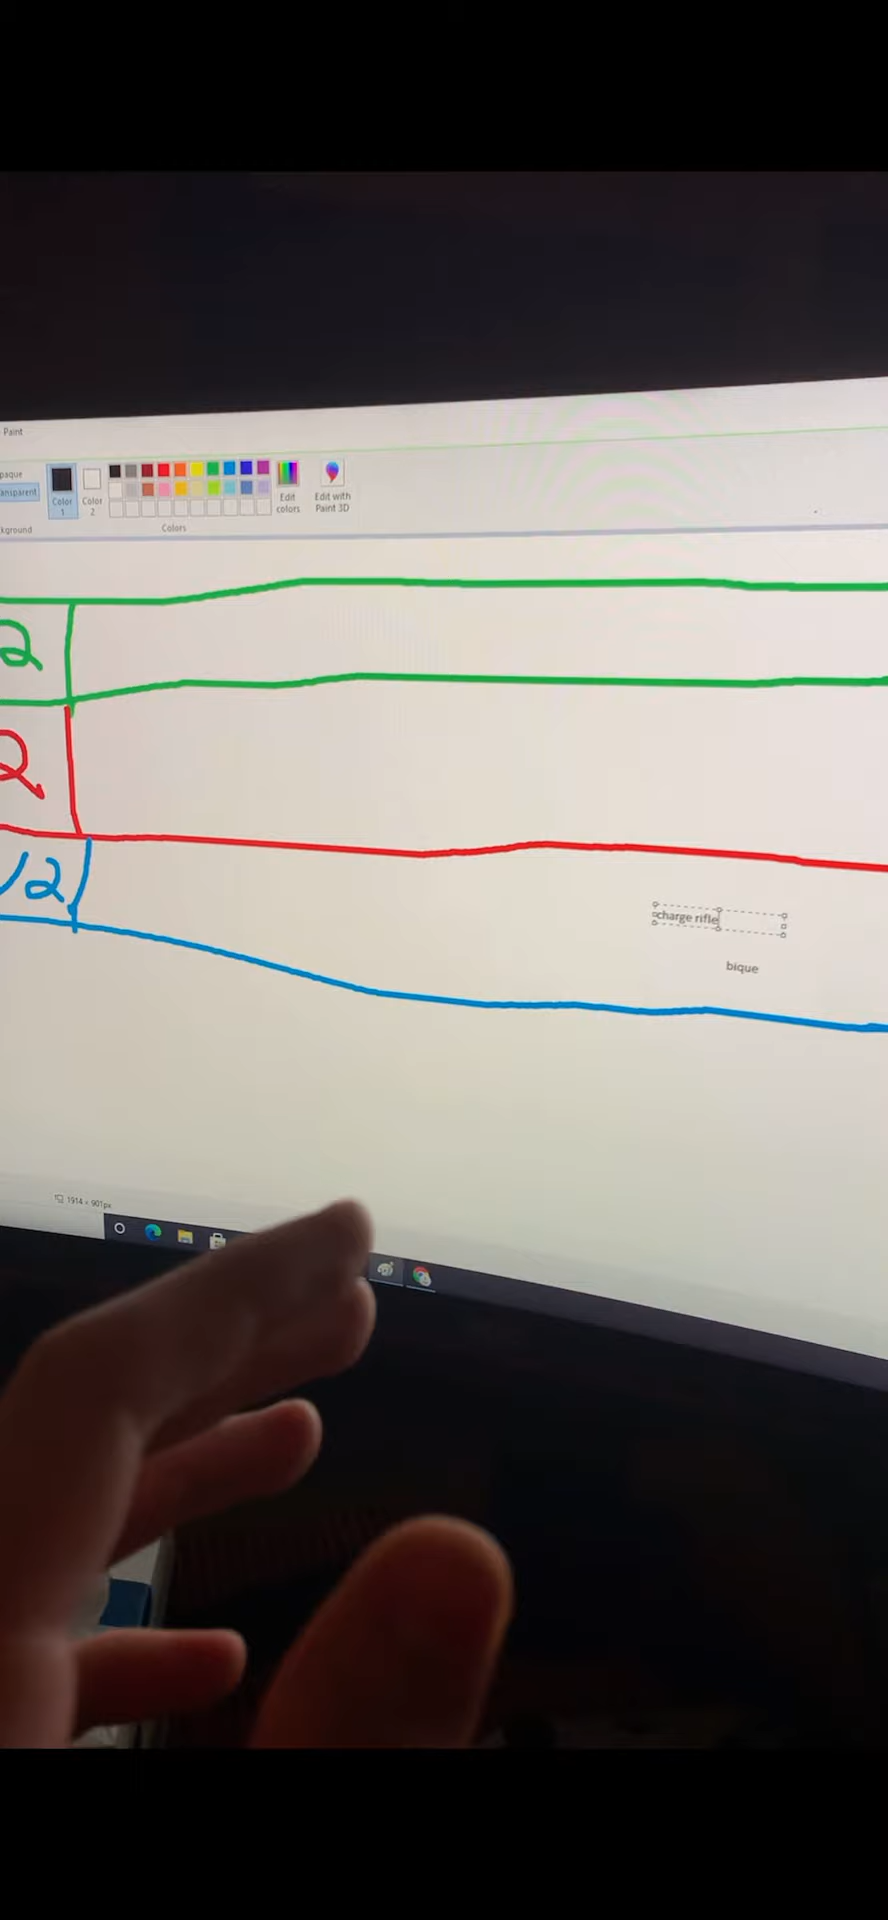 Paint
paque
ansparent
Color
1
Color
2
Edit
colors
Edit with
Paint 3D
kground
Colors
2
2
/2
charge rifle
bique
1914 × 901px